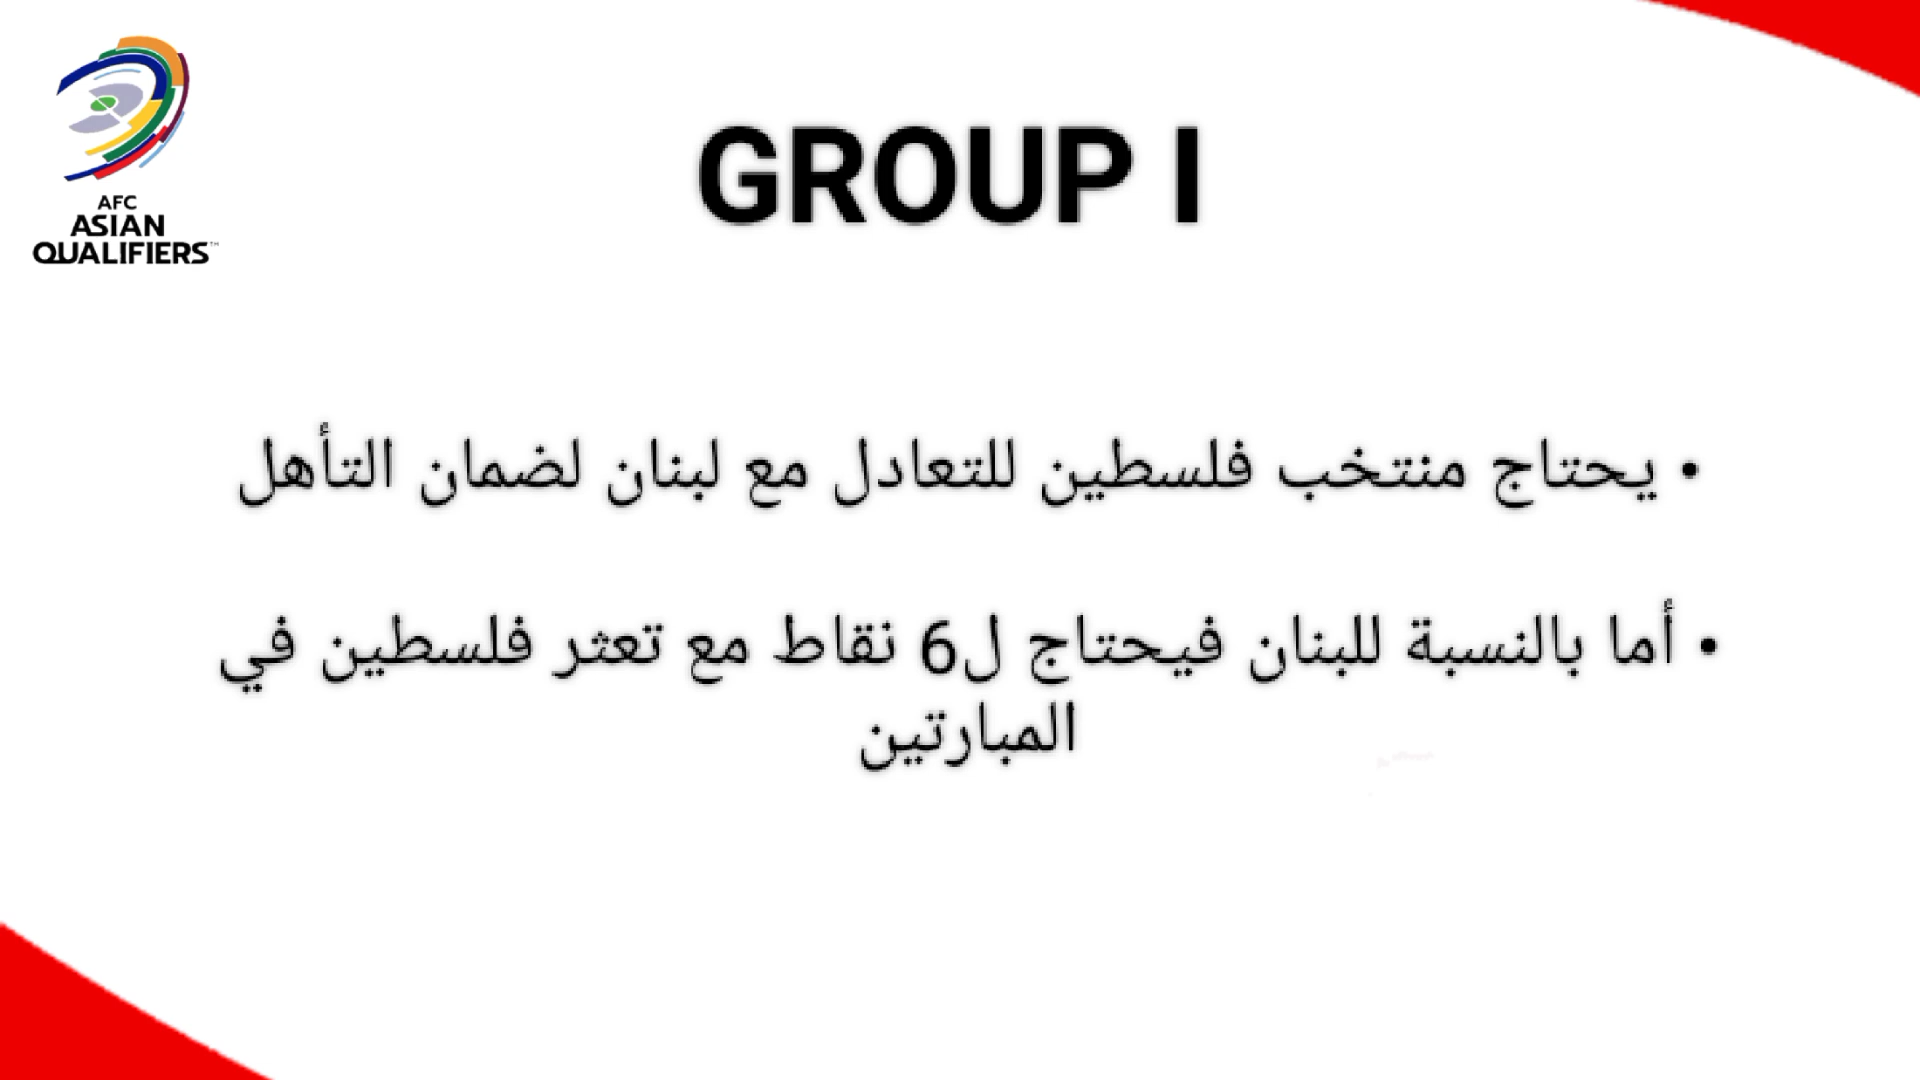 AFC
ASIAN
QUALIFIERS™
GROUP I
• يحتاج منتخب فلسطين للتعادل مع لبنان لضمان التأهل
• أما بالنسبة للبنان فيحتاج ل6 نقاط مع تعثر فلسطين في
المبارتين